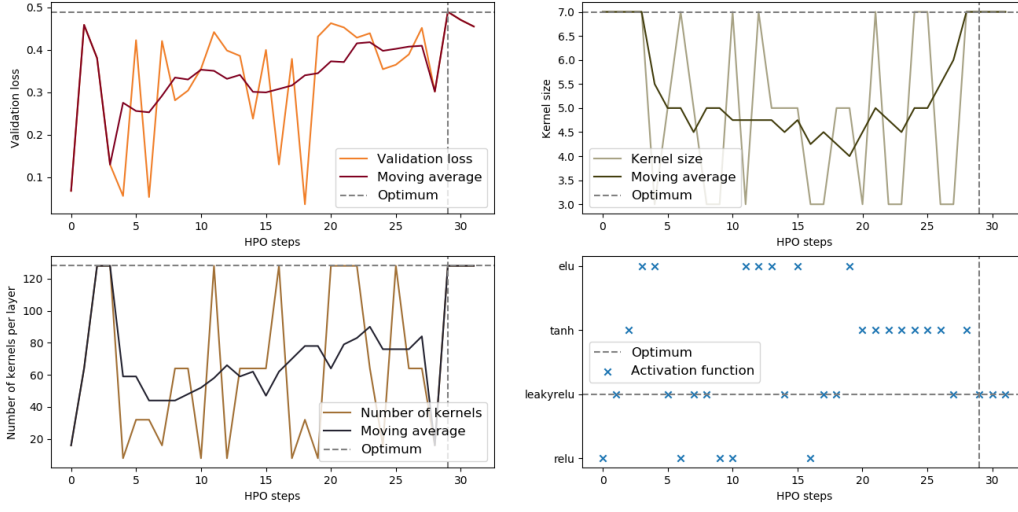 Validation loss
0.5
0.4
0.3
0.2
0.1
Validation loss
Moving average
Optimum
0
5
10
15
20
25
30
HPO steps
Kernel size
7.0
6.5
6.0
5.5
5.0
4.5
4.0
3.5
3.0
Kernel size
Moving average
Optimum
0
5
10
15
20
25
30
HPO steps
Number of kernels per layer
120
100
80
60
40
20
Number of kernels
Moving average
Optimum
0
5
10
15
20
25
30
HPO steps
elu
tanh
leakyrelu
relu
Optimum
Activation function
0
5
10
15
20
25
30
HPO steps